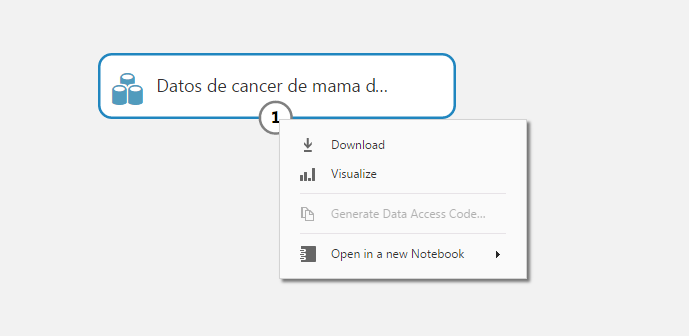 Datos de cancer de mama d...
1
Download
Visualize
Generate Data Access Code...
Open in a new Notebook